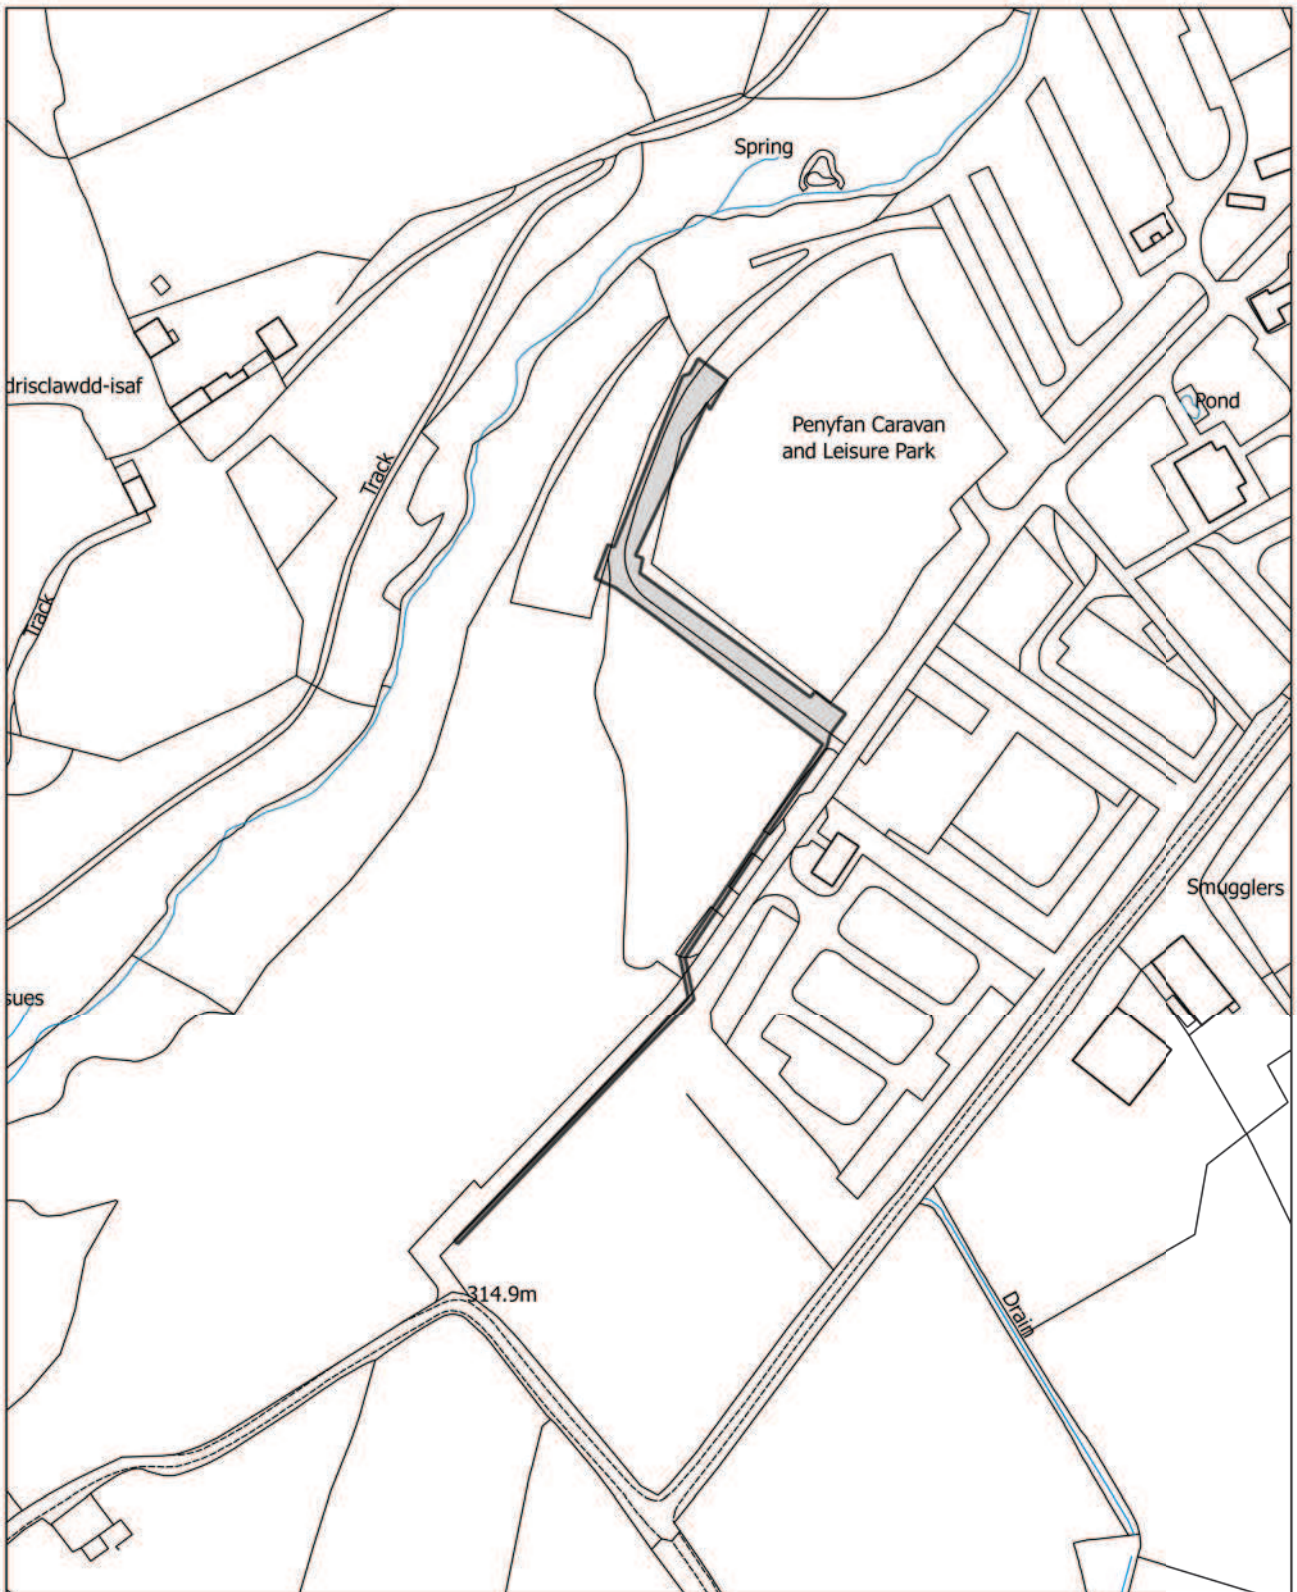 Spring
drisclawdd-isaf
Pond
Penyfan Caravan
and Leisure Park
Track
Track
Smugglers
sues
314.9m
Drain